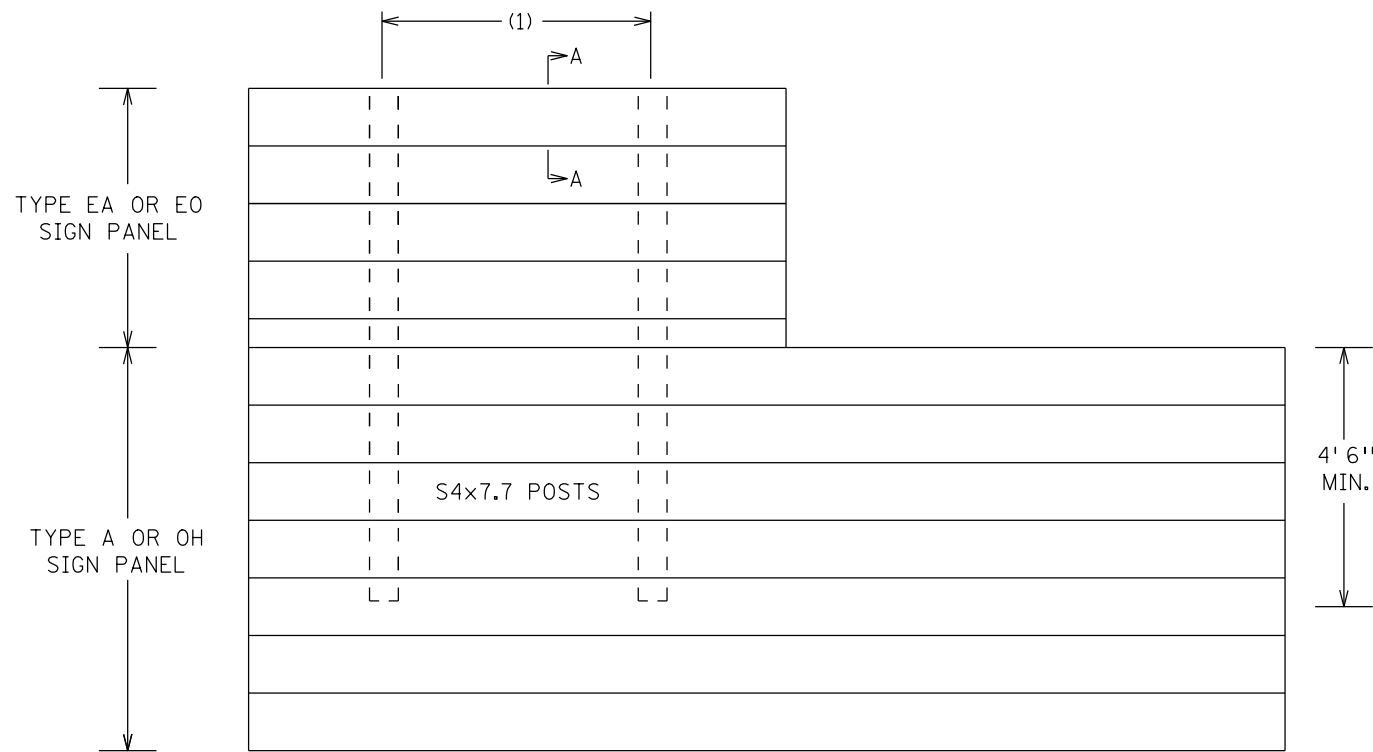 (1)
A
A
TYPE EA OR EO
SIGN PANEL
4'6"
MIN.
S4x7.7 POSTS
TYPE A OR OH
SIGN PANEL